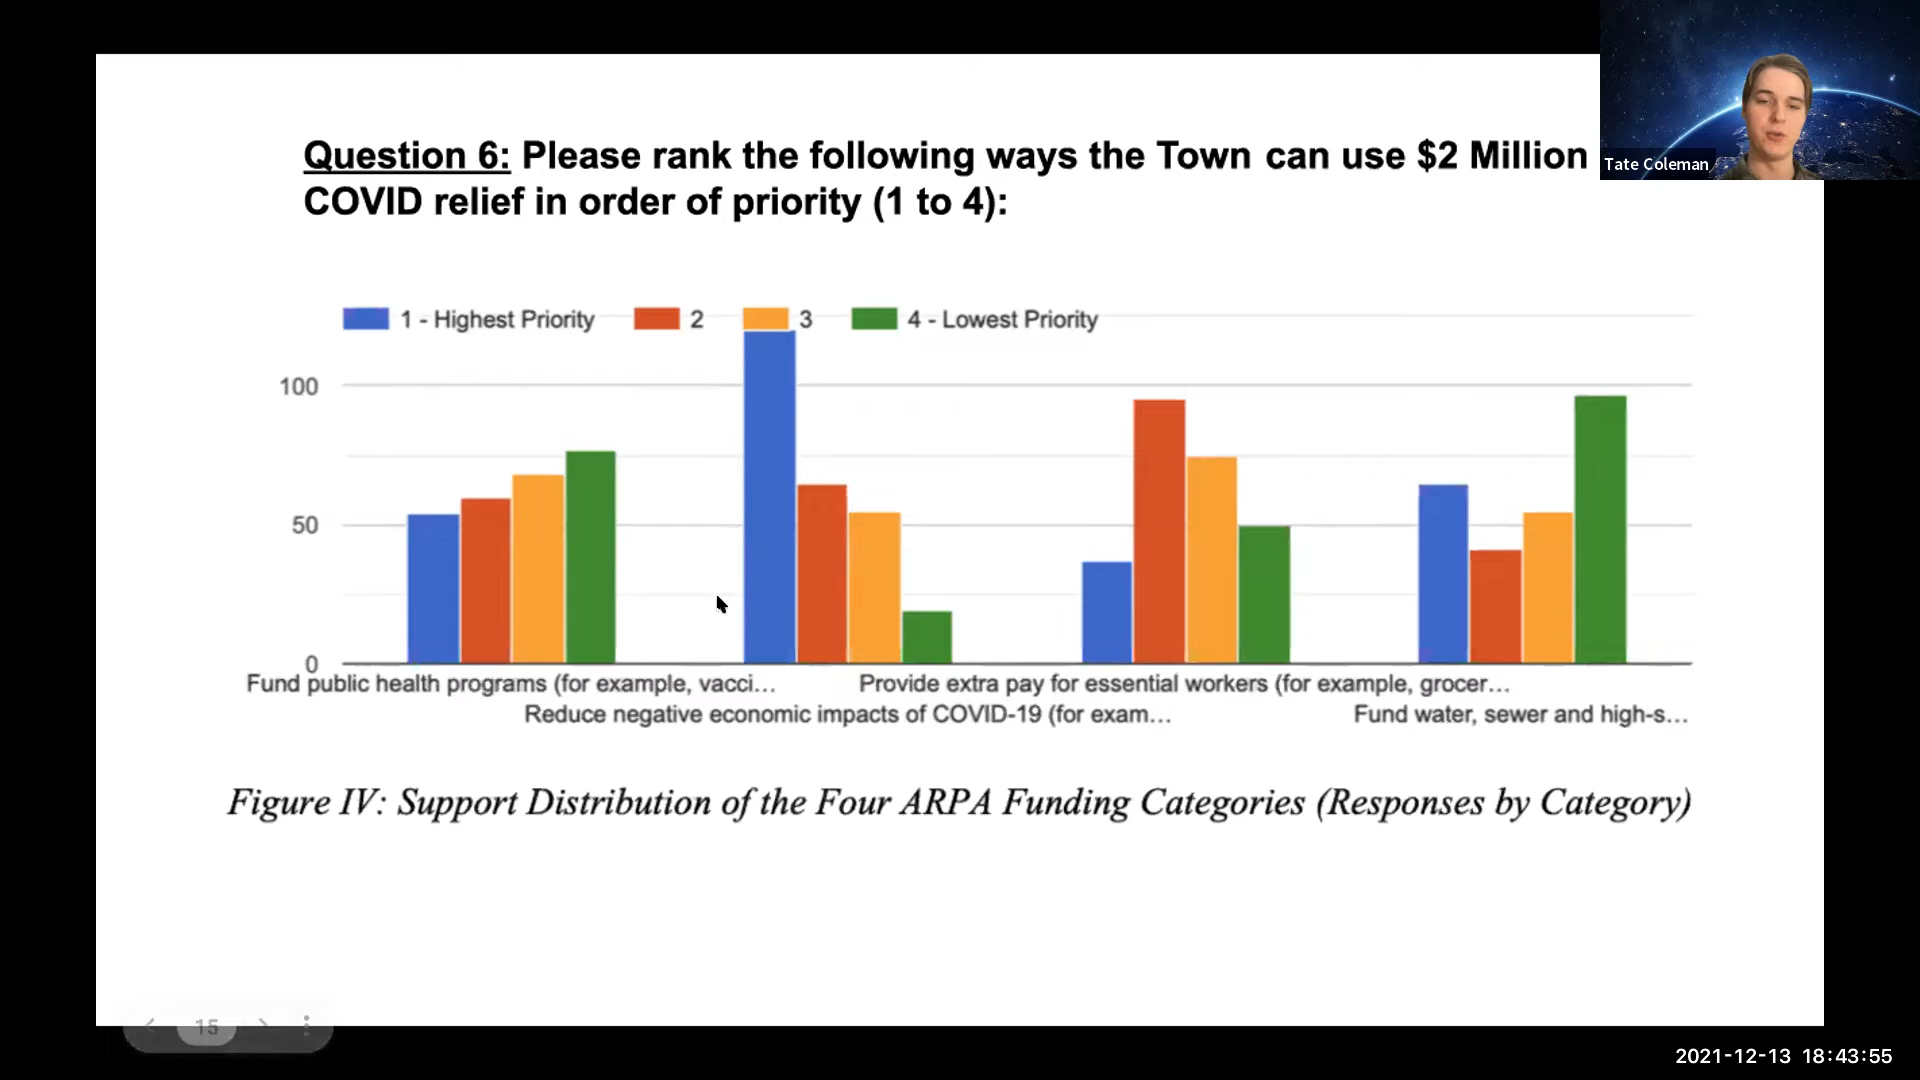 Question 6: Please rank the following ways the Town can use $2 Million
COVID relief in order of priority (1 to 4):
Tate Coleman
1 - Highest Priority 2 3 4 - Lowest Priority
100
50
0
Fund public health programs (for example, vacci... Provide extra pay for essential workers (for example, grocer...
Reduce negative economic impacts of COVID-19 (for exam... Fund water, sewer and high-s...
Figure IV: Support Distribution of the Four ARPA Funding Categories (Responses by Category)
15
2021-12-13 18:43:55